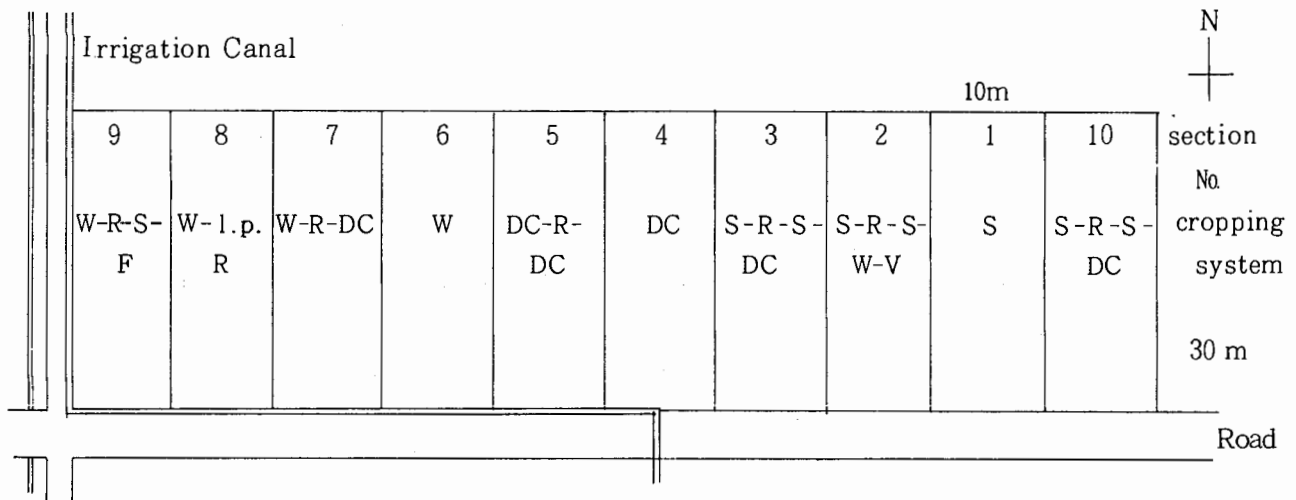 N
Irrigation Canal
10m
9 8 7 6 5 4 3 2 1 10 section
No.
W-R-S- W-l.p. W-R-DC W DC-R- DC S-R-S- S-R-S- S S-R-S- cropping
F R DC DC W-V DC system
30 m
Road